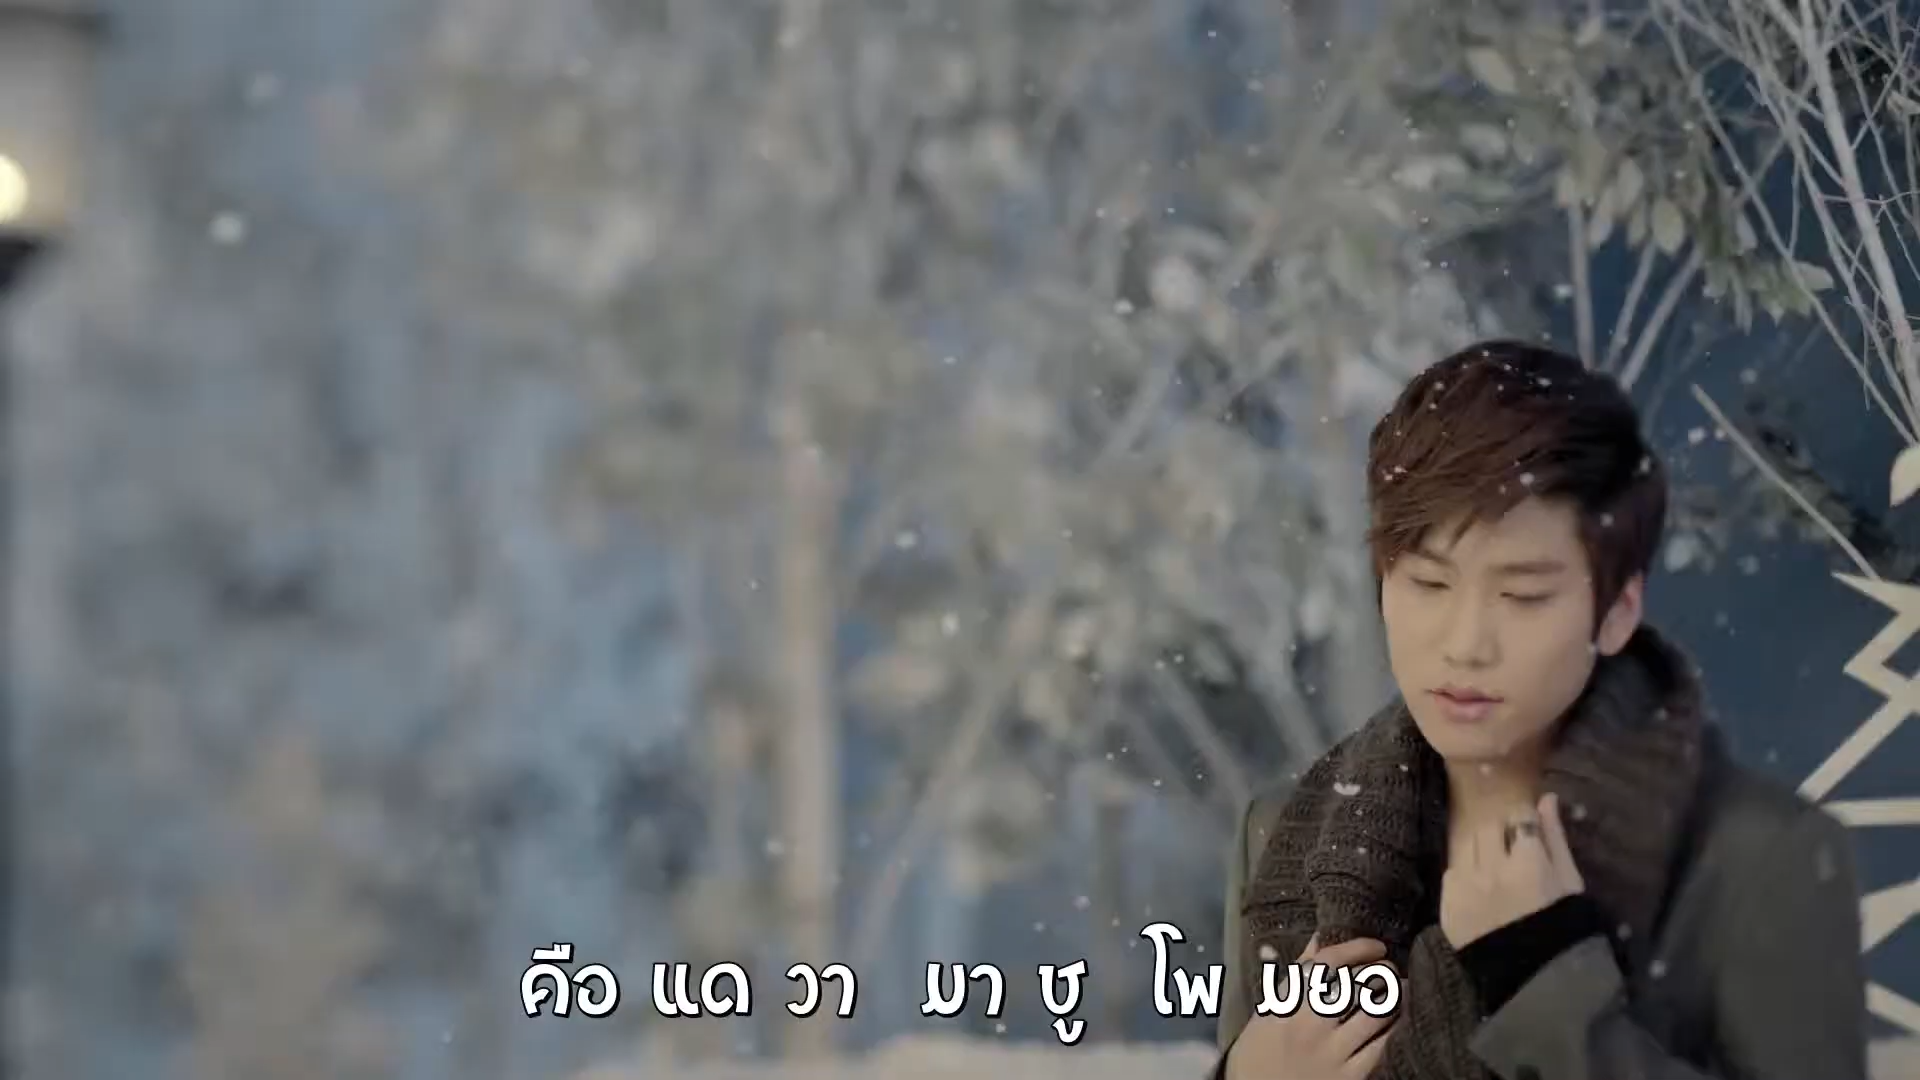 คือ แด วา มา ชู โพ มยอ